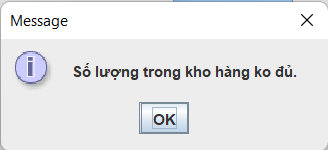 Message
Số lượng trong kho hàng ko đủ.
OK